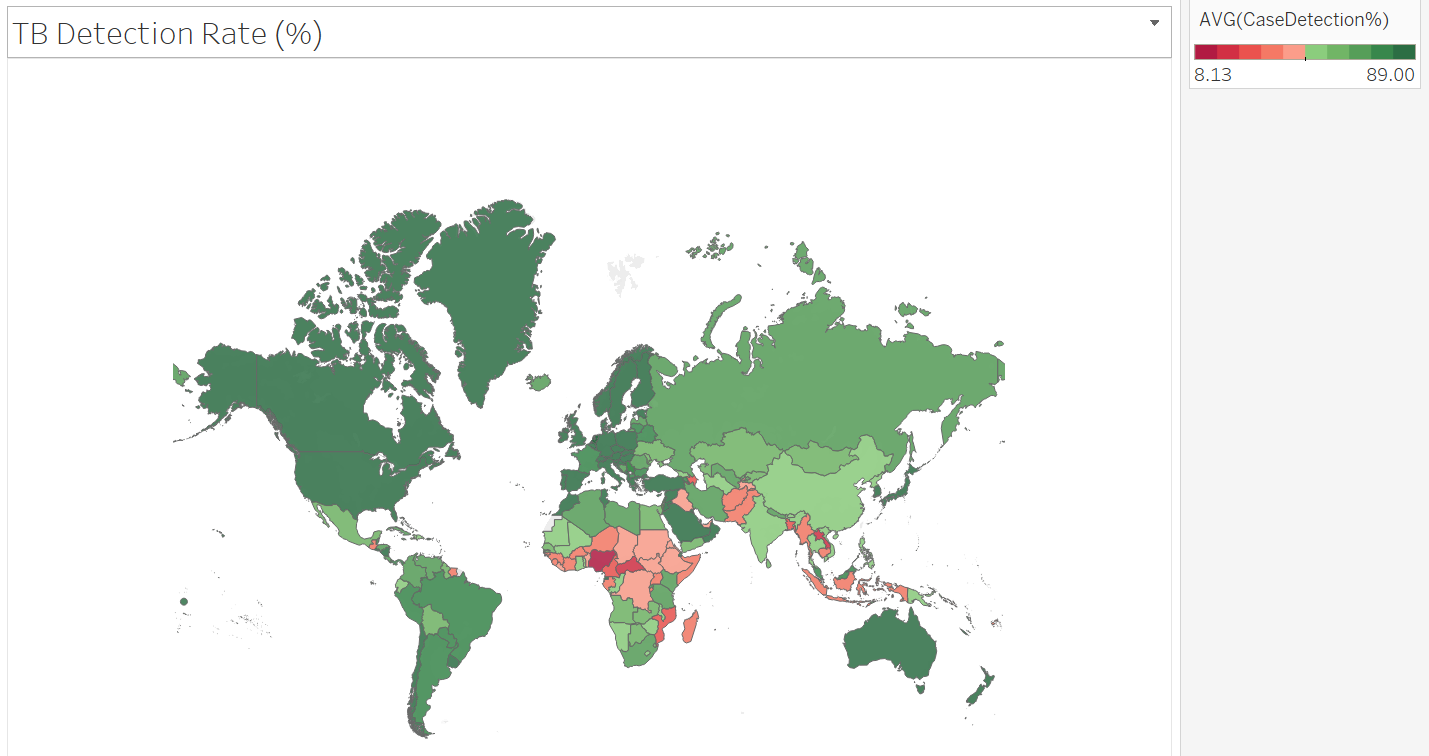 TB Detection Rate (%)
AVG(CaseDetection%)
8.13 89.00